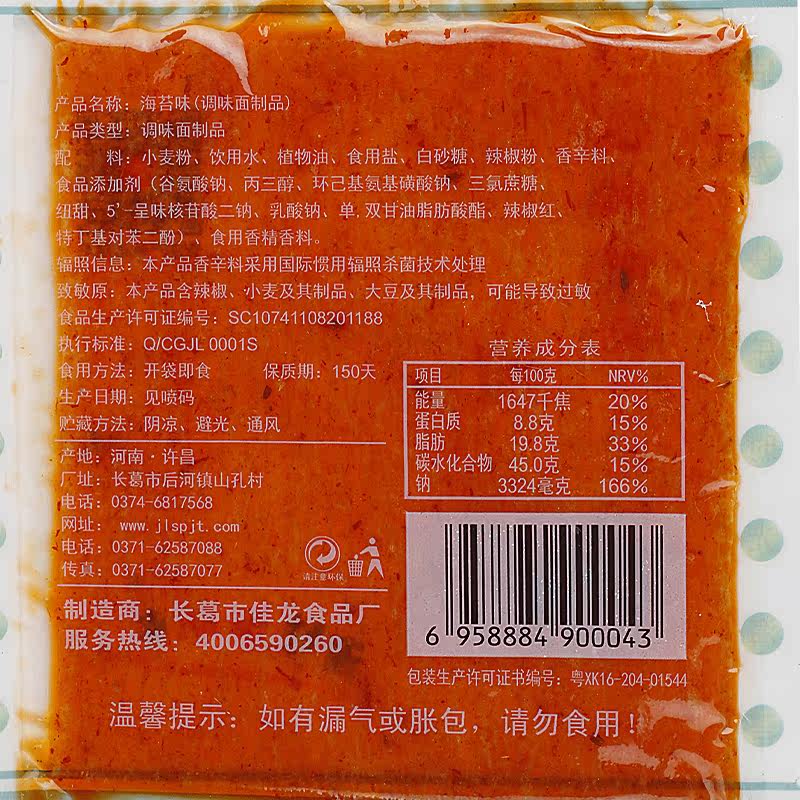 产品名称：海苔味(调味面制品)
产品类型：调味面制品
配　　料：小麦粉、饮用水、植物油、食用盐、白砂糖、辣椒粉、香辛料、
食品添加剂（谷氨酸钠、丙三醇、环己基氨基磺酸钠、三氯蔗糖、
纽甜、5'-呈味核苷酸二钠、乳酸钠、单,双甘油脂肪酸酯、辣椒红、
特丁基对苯二酚）、食用香精香料。
辐照信息：本产品香辛料采用国际惯用辐照杀菌技术处理
致敏原：本产品含辣椒、小麦及其制品、大豆及其制品，可能导致过敏
食品生产许可证编号：SC10741108201188
执行标准：Q/CGJL 0001S
食用方法：开袋即食　　保质期：150天
生产日期：见喷码
贮藏方法：阴凉、避光、通风
产地：河南·许昌
厂址：长葛市后河镇山孔村
电话：0374-6817568
网址：www.jlspjt.com
电话：0371-62587088
传真：0371-62587077
请注意环保
制造商：长葛市佳龙食品厂
服务热线：4006590260
营养成分表
项目 每100克 NRV%
能量 1647千焦 20%
蛋白质 8.8克 15%
脂肪 19.8克 33%
碳水化合物 45.0克 15%
钠 3324毫克 166%
6 958884 900043
包装生产许可证书编号：粤XK16-204-01544
温馨提示：如有漏气或胀包，请勿食用！